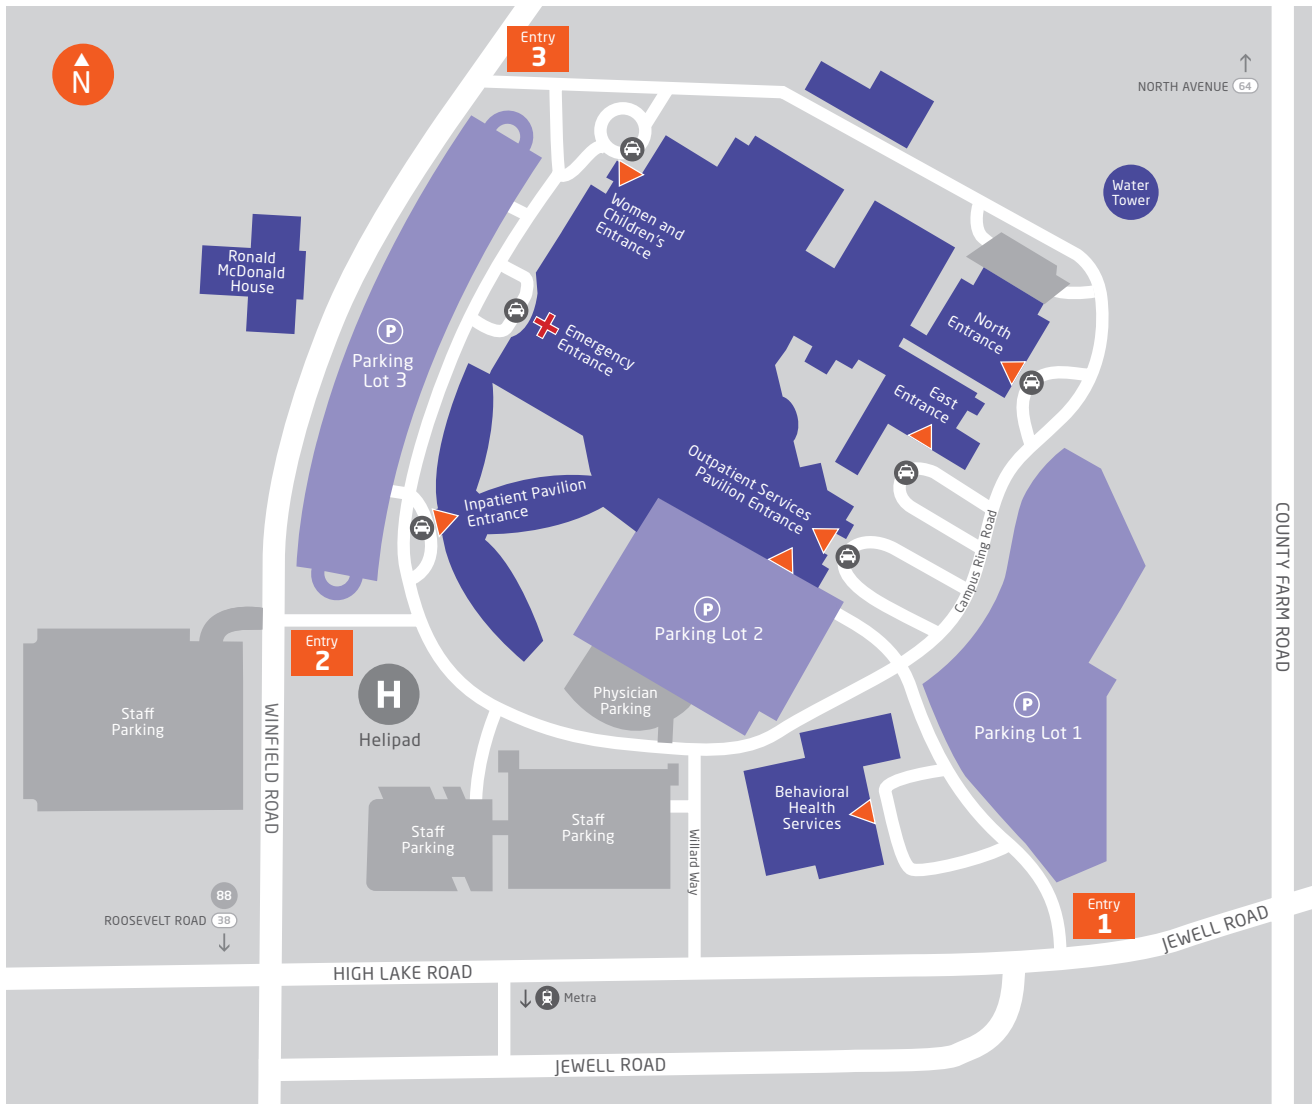 Entry
3
N
NORTH AVENUE 64
Water
Tower
Women and
Children's
Entrance
Ronald
McDonald
House
P
Parking
Lot 3
Emergency
Entrance
North
Entrance
East
Entrance
Outpatient Services
Pavilion Entrance
Inpatient Pavilion
Entrance
Campus Ring Road
COUNTY FARM ROAD
P
Parking Lot 2
Entry
2
H
Helipad
Physician
Parking
P
Parking Lot 1
Staff
Parking
WINFIELD ROAD
Behavioral
Health
Services
Staff
Parking
Staff
Parking
Willard Way
88
ROOSEVELT ROAD 38
Entry
1
JEWELL ROAD
HIGH LAKE ROAD
Metra
JEWELL ROAD